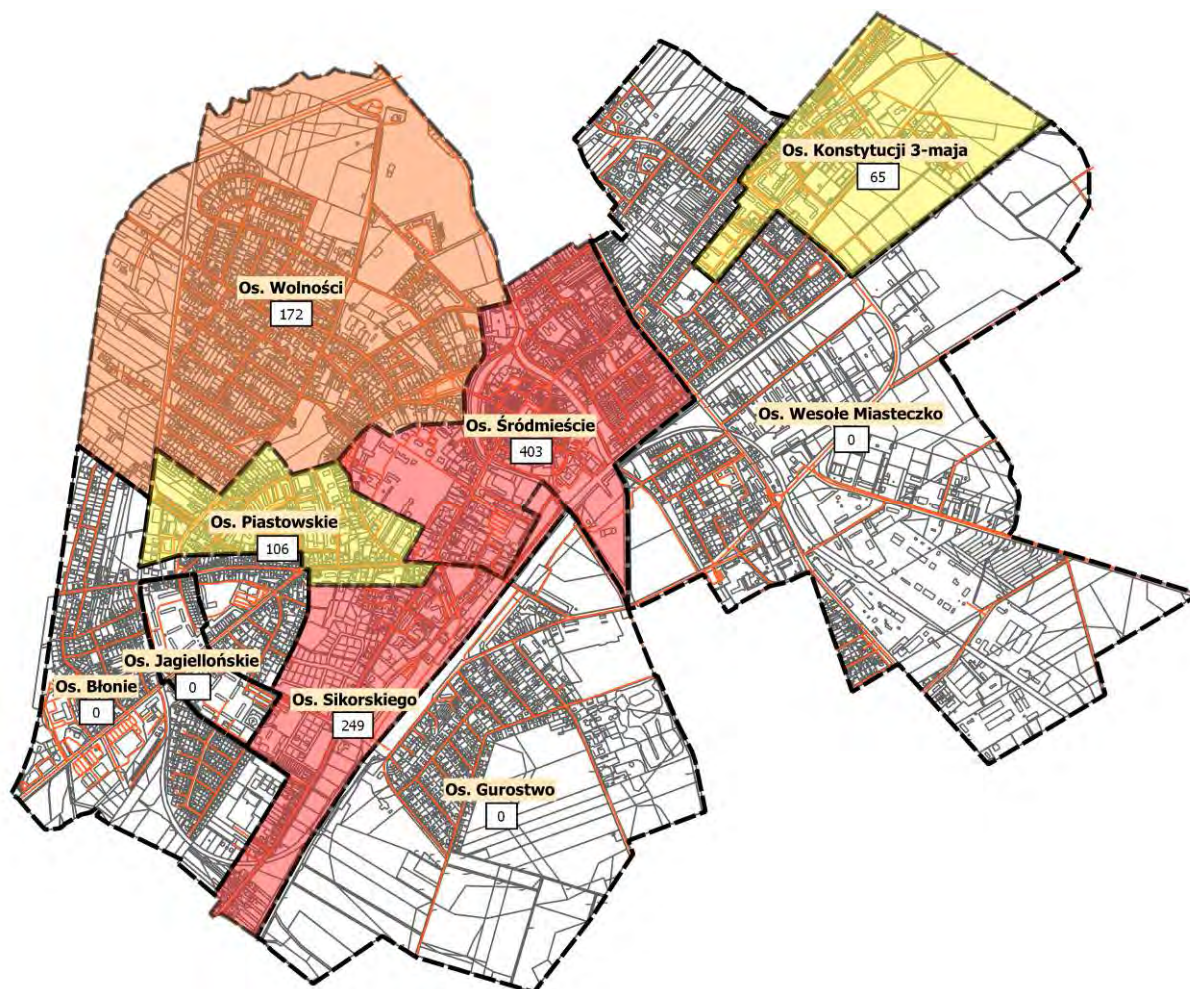 Os. Konstytucji 3-maja
65
Os. Wolności
172
Os. Śródmieście
403
Os. Wesołe Miasteczko
0
Os. Piastowskie
106
Os. Jagiellońskie
0
Os. Błonie
0
Os. Sikorskiego
249
Os. Gurostwo
0